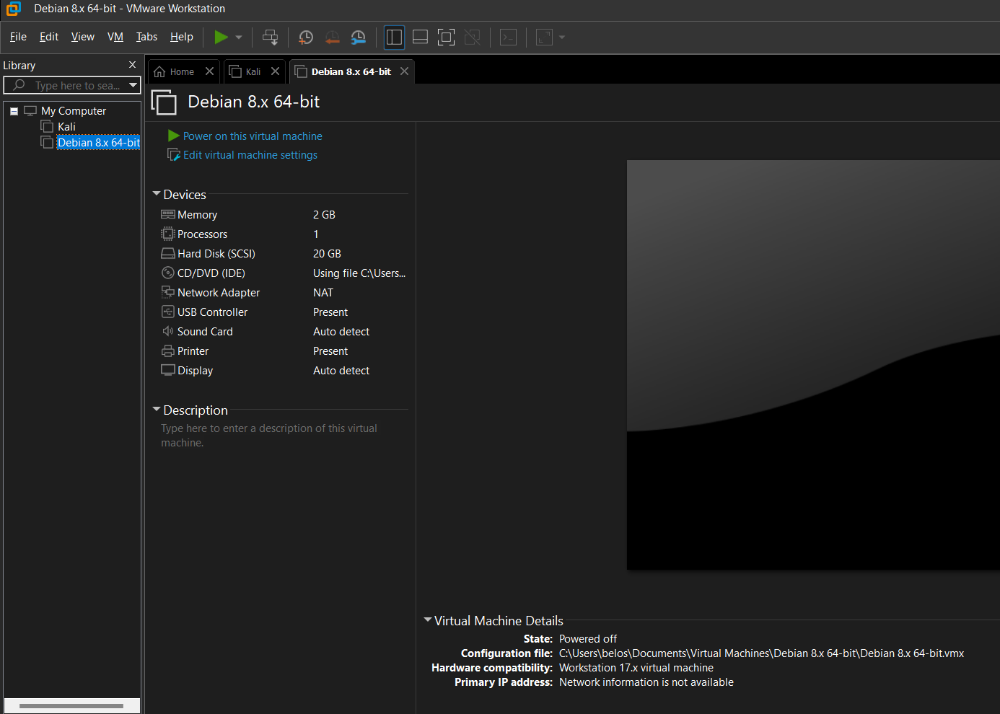 Debian 8.x 64-bit - VMware Workstation
File Edit View VM Tabs Help
Library
Type here to sea...
My Computer
Kali
Debian 8.x 64-bit
Home Kali Debian 8.x 64-bit
Debian 8.x 64-bit
Power on this virtual machine
Edit virtual machine settings
Devices
Memory 2 GB
Processors 1
Hard Disk (SCSI) 20 GB
CD/DVD (IDE) Using file C:\Users...
Network Adapter NAT
USB Controller Present
Sound Card Auto detect
Printer Present
Display Auto detect
Description
Type here to enter a description of this virtual
machine.
Virtual Machine Details
State: Powered off
Configuration file: C:\Users\belos\Documents\Virtual Machines\Debian 8.x 64-bit\Debian 8.x 64-bit.vmx
Hardware compatibility: Workstation 17.x virtual machine
Primary IP address: Network information is not available